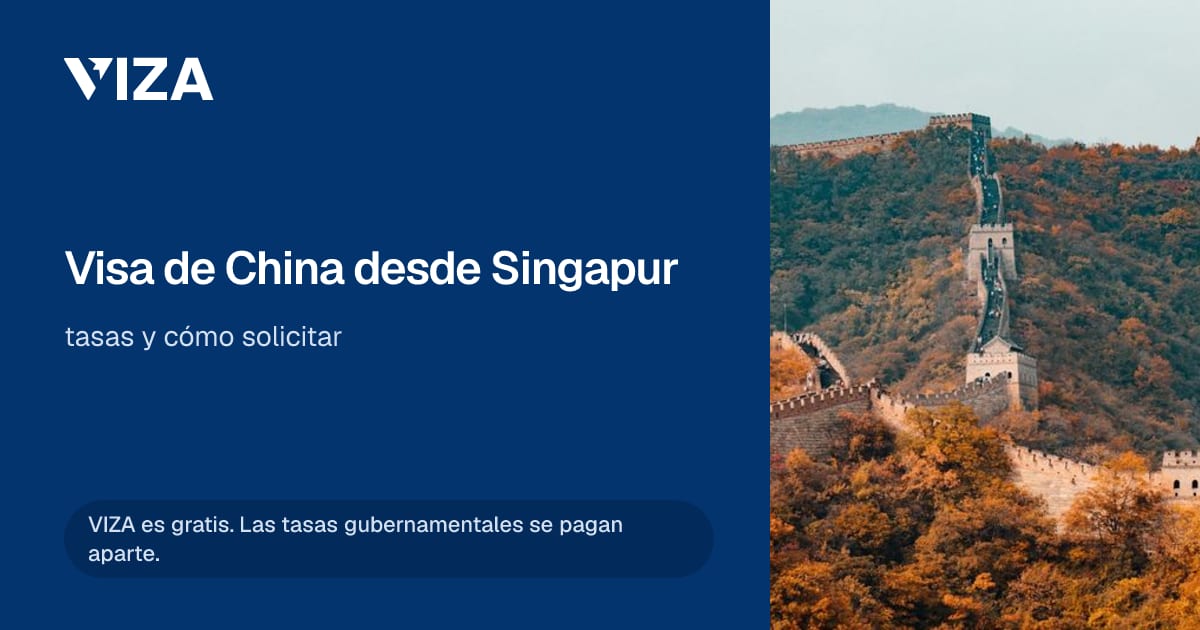 VIZA
Visa de China desde Singapur
tasas y cómo solicitar
VIZA es gratis. Las tasas gubernamentales se pagan
aparte.